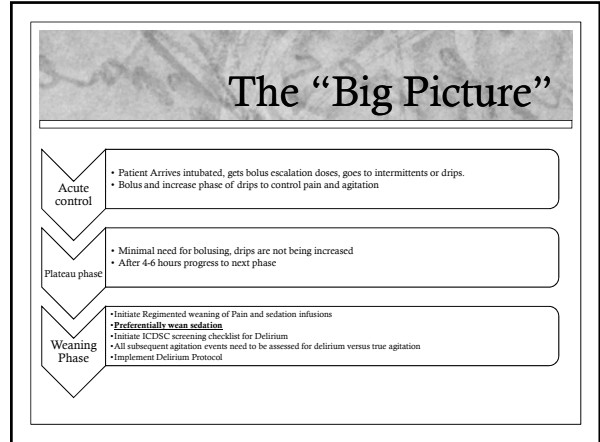 The “Big Picture”
Acute
control
• Patient Arrives intubated, gets bolus escalation doses, goes to intermittents or drips.
• Bolus and increase phase of drips to control pain and agitation
Plateau phase
• Minimal need for bolusing, drips are not being increased
• After 4-6 hours progress to next phase
Weaning
Phase
•Initiate Regimented weaning of Pain and sedation infusions
•Preferentially wean sedation
•Initiate ICDSC screening checklist for Delirium
•All subsequent agitation events need to be assessed for delirium versus true agitation
•Implement Delirium Protocol